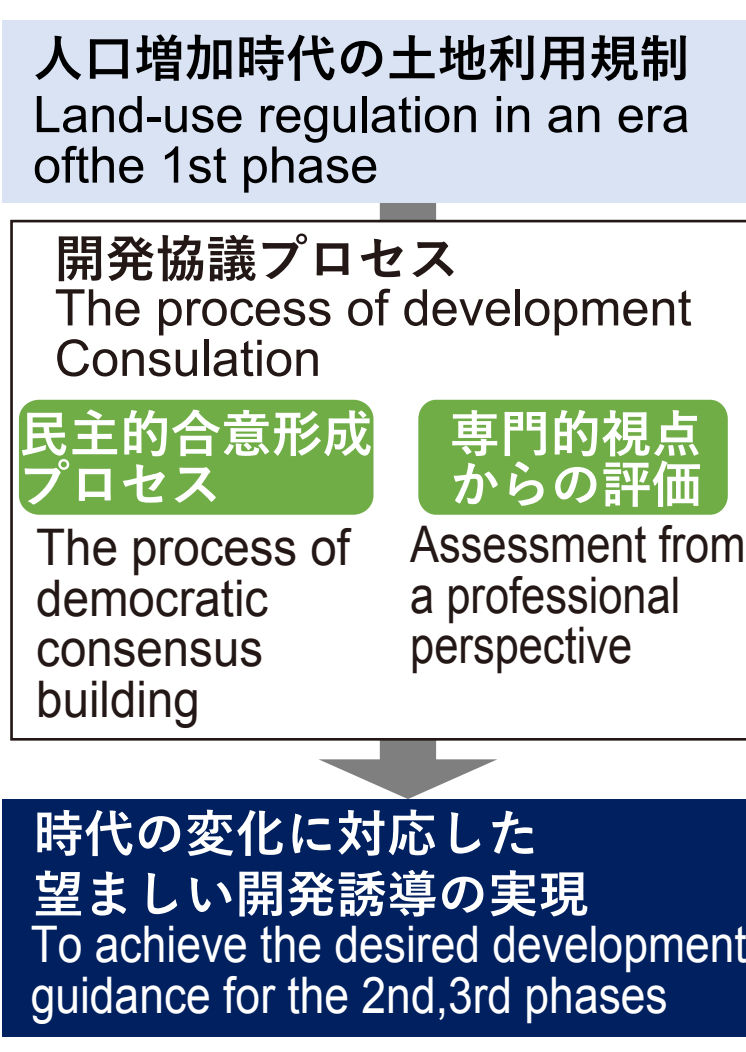 人口増加時代の土地利用規制
Land-use regulation in an era
ofthe 1st phase
開発協議プロセス
The process of development
Consulation
民主的合意形成
プロセス
The process of
democratic
consensus
building
専門的視点
からの評価
Assessment from
a professional
perspective
時代の変化に対応した
望ましい開発誘導の実現
To achieve the desired development
guidance for the 2nd,3rd phases